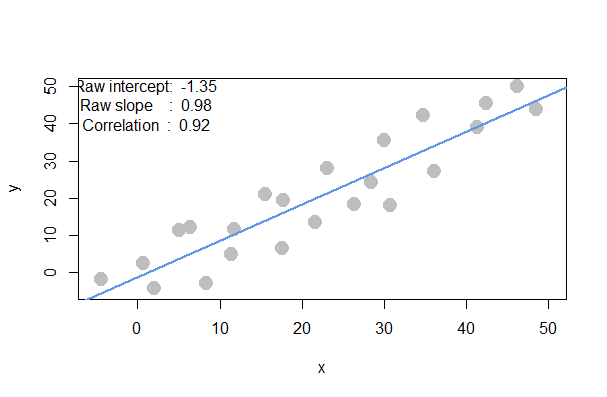 Raw intercept: -1.35
Raw slope : 0.98
Correlation : 0.92
50
40
30
20
10
0
y
0 10 20 30 40 50
x